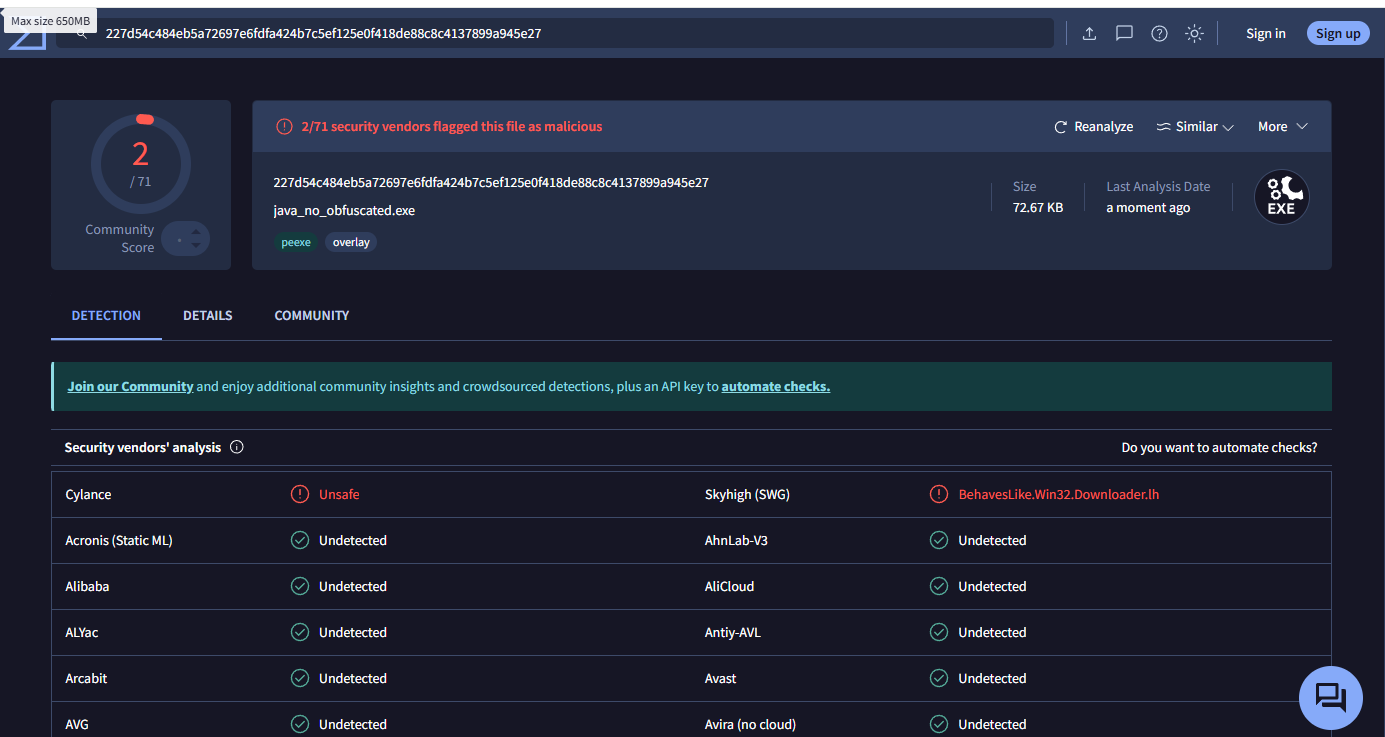 Max size 650MB
227d54c484eb5a72697e6fdfa424b7c5ef125e0f418de88c8c4137899a945e27
Sign in
Sign up
2
/ 71
Community
Score
2/71 security vendors flagged this file as malicious
Reanalyze
Similar
More
227d54c484eb5a72697e6fdfa424b7c5ef125e0f418de88c8c4137899a945e27
java_no_obfuscated.exe
peexe
overlay
Size
72.67 KB
Last Analysis Date
a moment ago
EXE
DETECTION
DETAILS
COMMUNITY
Join our Community and enjoy additional community insights and crowdsourced detections, plus an API key to automate checks.
Security vendors' analysis
Do you want to automate checks?
Cylance Unsafe Skyhigh (SWG) BehavesLike.Win32.Downloader.lh
Acronis (Static ML) Undetected AhnLab-V3 Undetected
Alibaba Undetected AliCloud Undetected
ALYac Undetected Antiy-AVL Undetected
Arcabit Undetected Avast Undetected
AVG Undetected Avira (no cloud) Undetected